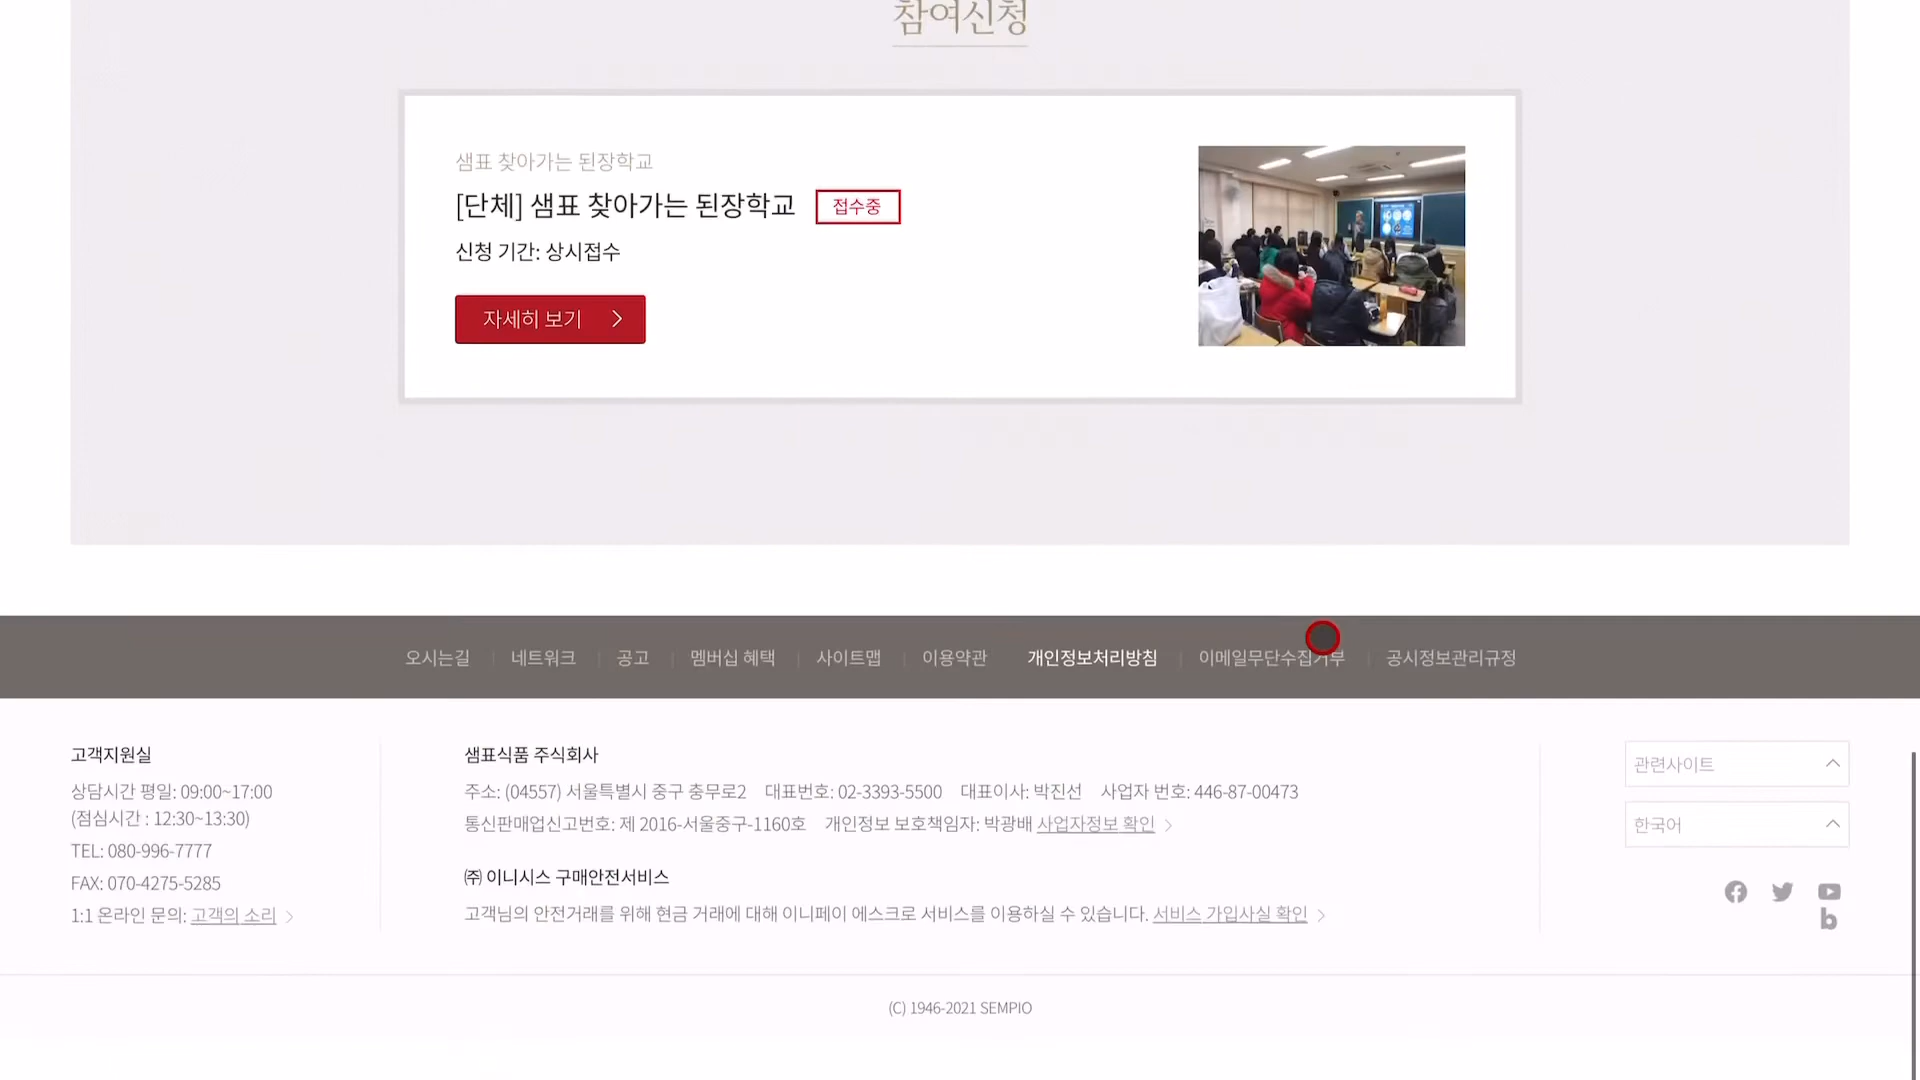 참여신청
샘표 찾아가는 된장학교
[단체] 샘표 찾아가는 된장학교 접수중
신청 기간: 상시접수
자세히 보기
오시는길 네트워크 공고 멤버십 혜택 사이트맵 이용약관 개인정보처리방침 이메일무단수집거부 공시정보관리규정
고객지원실
상담시간 평일: 09:00~17:00
(점심시간 : 12:30~13:30)
TEL: 080-996-7777
FAX: 070-4275-5285
1:1 온라인 문의: 고객의 소리
샘표식품 주식회사
주소: (04557) 서울특별시 중구 충무로2 대표번호: 02-3393-5500 대표이사: 박진선 사업자 번호: 446-87-00473
통신판매업신고번호: 제 2016-서울중구-1160호 개인정보 보호책임자: 박광배 사업자정보 확인
㈜ 이니시스 구매안전서비스
고객님의 안전거래를 위해 현금 거래에 대해 이니페이 에스크로 서비스를 이용하실 수 있습니다. 서비스 가입사실 확인
관련사이트
한국어
(C) 1946-2021 SEMPIO